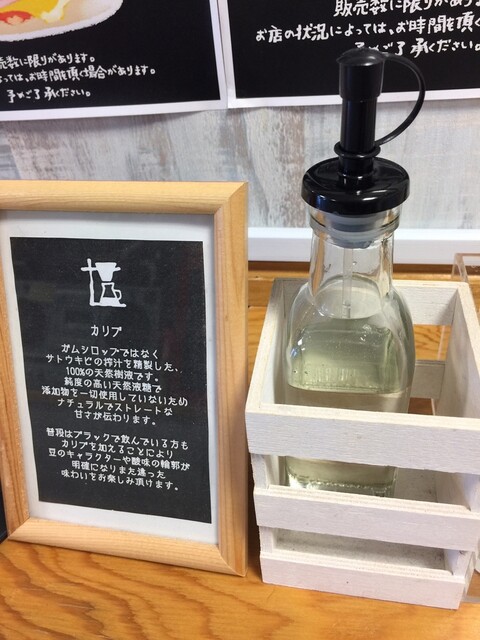 売数に限りがあります。
っては、お時間を頂く場合があります。
予めご了承ください。
販売数に限りがあり
お店の状況によっては、お時間を頂く
予めご了承ください。
カリブ
ガムシロップではなく
サトウキビの搾汁を精製した、
100%の天然樹液です。
純度の高い天然液糖で
添加物を一切使用していないため
ナチュラルでストレートな
甘さが伝わります。
普段はブラックで飲んでいる方も
カリブを加えることにより
豆のキャラクターや酸味の輪郭が
明確になりまた違った
味わいをお楽しみ頂けます。